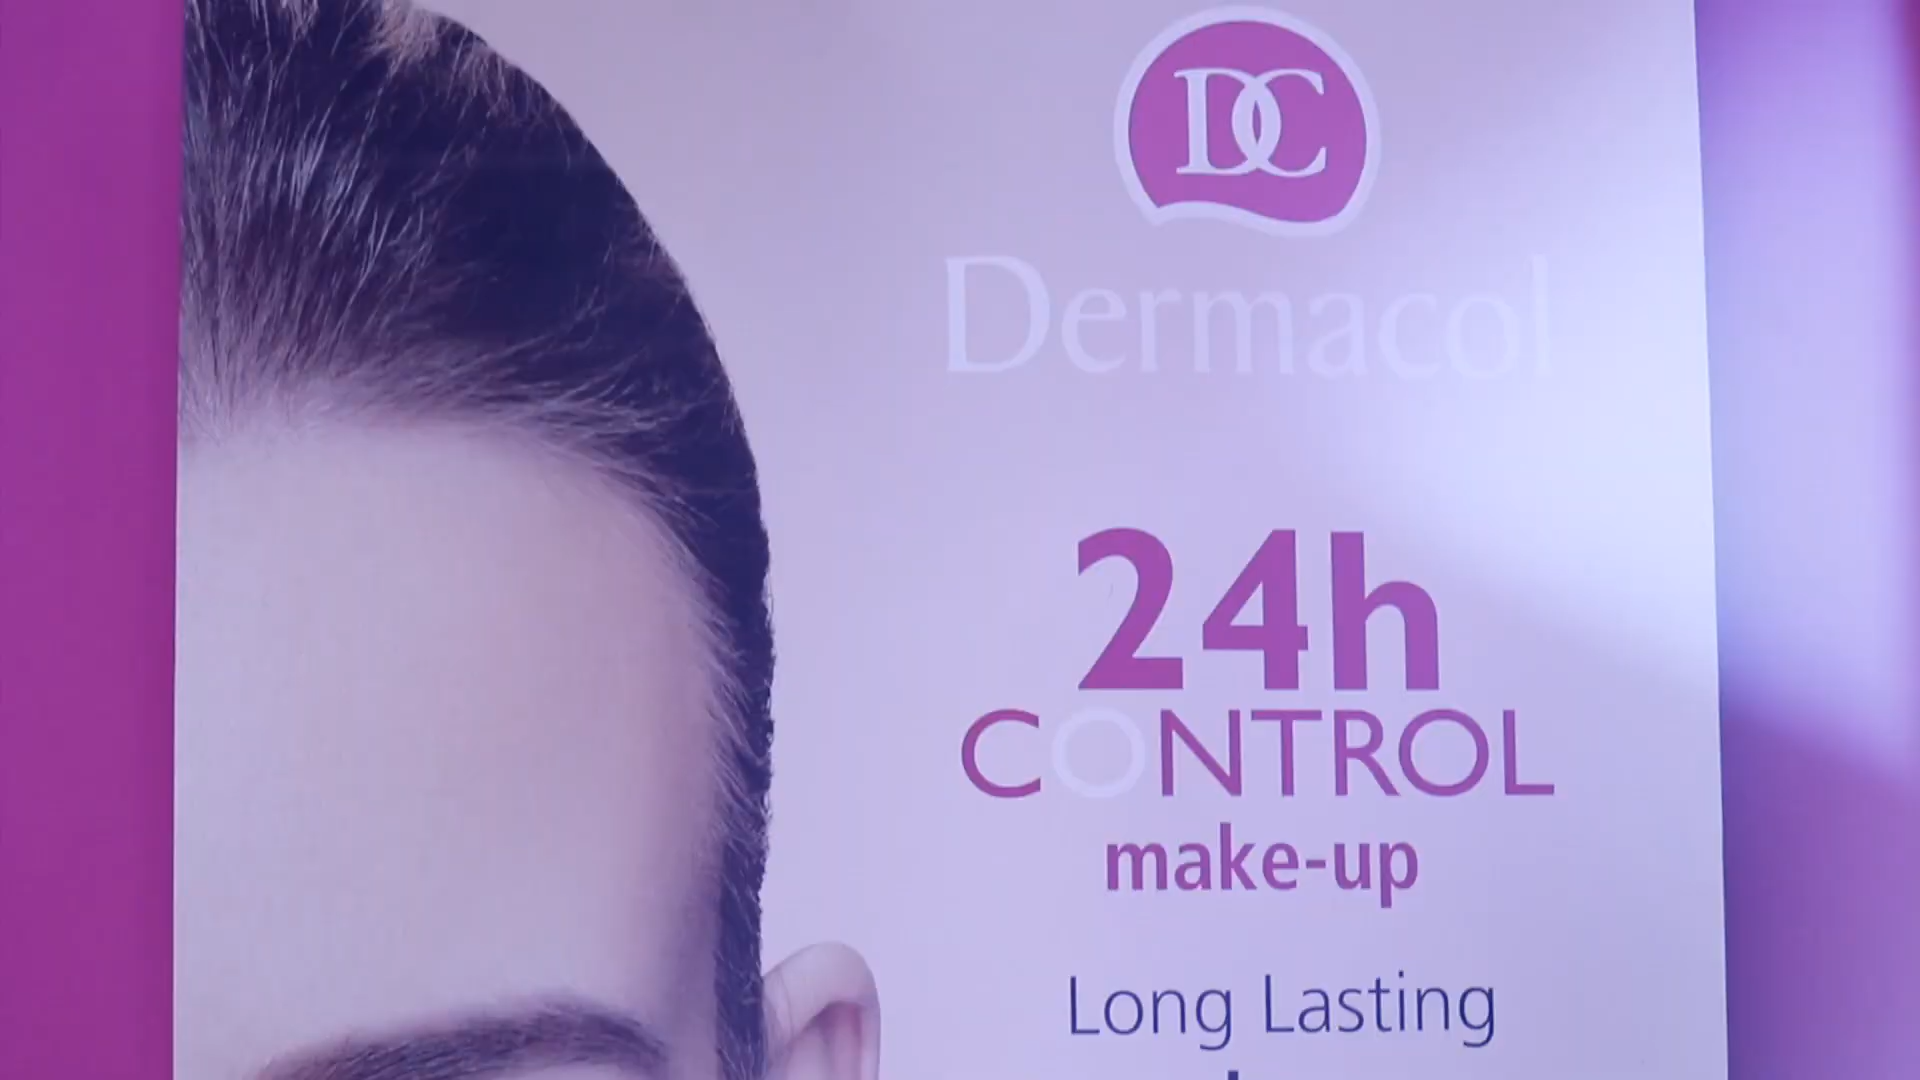 DC
Dermacol
24h
CONTROL
make-up
Long Lasting